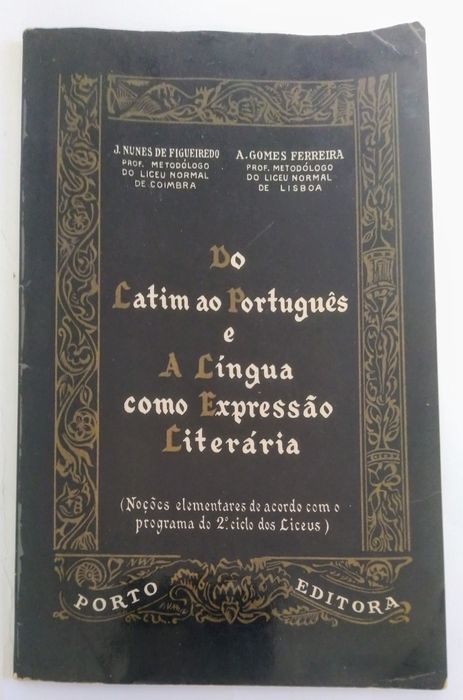 J. NUNES DE FIGUEIREDO
PROF. METODÓLOGO
DO LICEU NORMAL
DE COIMBRA
A. GOMES FERREIRA
PROF. METODÓLOGO
DO LICEU NORMAL
DE LISBOA
Do
Latim ao Português
e
A Língua
como Expressão
Literária
(Noções elementares de acordo com o
programa do 2.º ciclo dos Liceus)
PORTO EDITORA